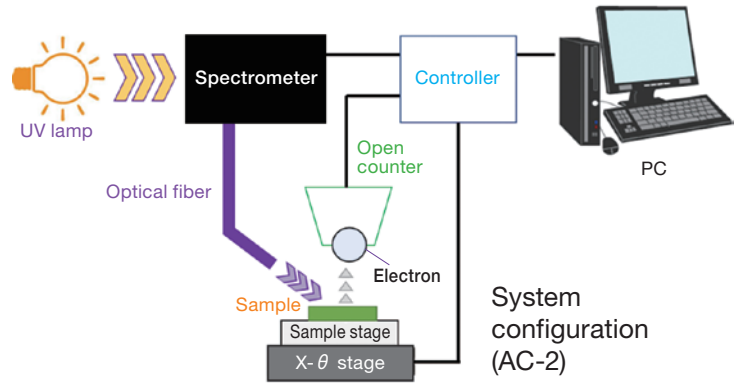 Spectrometer
Controller
UV lamp
Open
counter
PC
Optical fiber
Electron
Sample
Sample stage
X-θ stage
System
configuration
(AC-2)